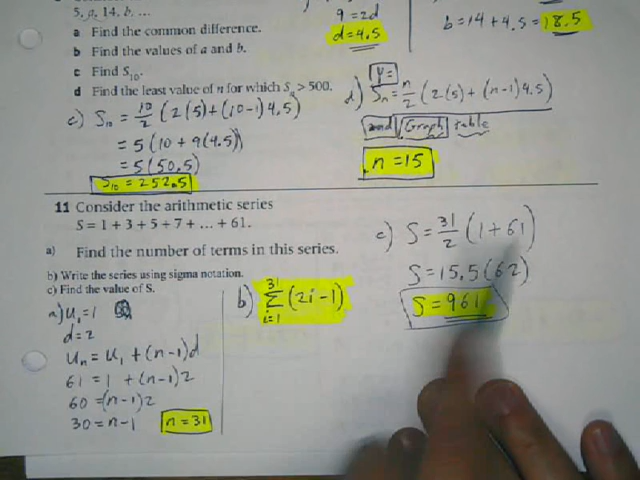 5, a, 14, b, ...
9 = 2d
d = 4.5
b = 14 + 4.5 = 18.5
a Find the common difference.
b Find the values of a and b.
c Find S₁₀.
d Find the least value of n for which Sₙ > 500.
c) S₁₀ = 10/2 (2(5) + (10-1)4.5)
= 5(10 + 9(4.5))
= 5(50.5)
S₁₀ = 252.5
y=
d) Sₙ = n/2 (2(5) + (n-1)4.5)
and Graph table
n = 15
11 Consider the arithmetic series
S = 1 + 3 + 5 + 7 + ... + 61.
a) Find the number of terms in this series.
b) Write the series using sigma notation.
c) Find the value of S.
a) u₁ = 1
d = 2
uₙ = u₁ + (n-1)d
61 = 1 + (n-1)2
60 = (n-1)2
30 = n-1
n = 31
b) 31
∑ (2i-1)
i=1
c) S = 31/2 (1+61)
S = 15.5(62)
S = 961